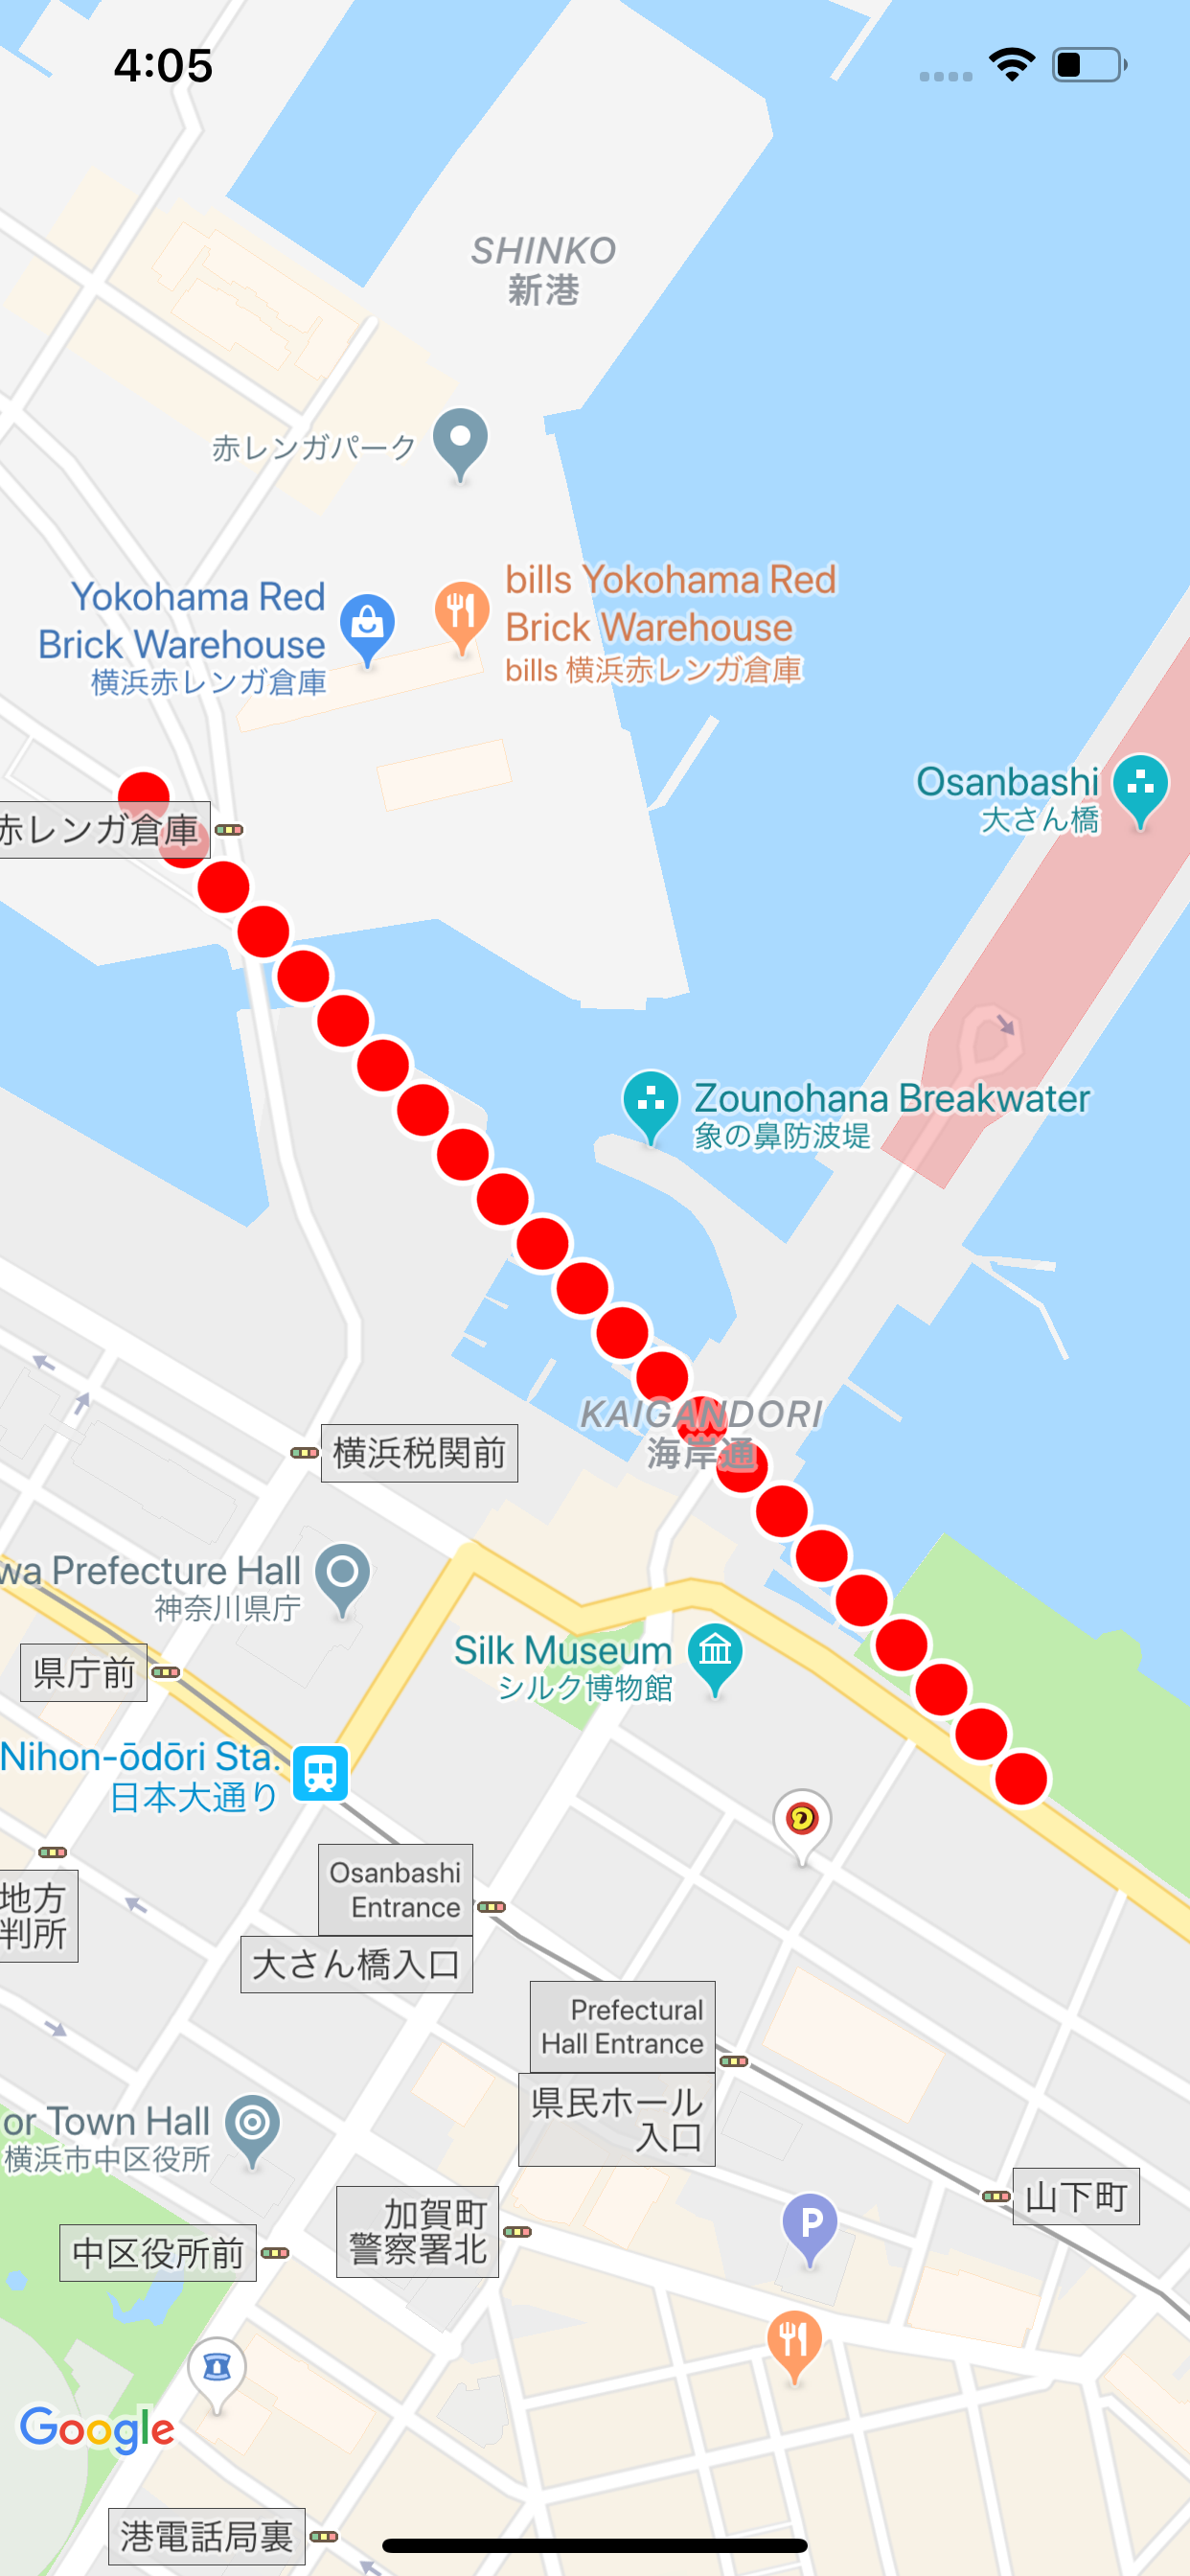 4:05
SHINKO
新港
赤レンガパーク
Yokohama Red
Brick Warehouse
横浜赤レンガ倉庫
bills Yokohama Red
Brick Warehouse
bills 横浜赤レンガ倉庫
Osanbashi
大さん橋
赤レンガ倉庫
Zounohana Breakwater
象の鼻防波堤
KAIGANDORI
海岸通
横浜税関前
wa Prefecture Hall
神奈川県庁
県庁前
Silk Museum
シルク博物館
Nihon-ōdōri Sta.
日本大通り
Osanbashi
Entrance
大さん橋入口
地方
判所
Prefectural
Hall Entrance
県民ホール
入口
or Town Hall
横浜市中区役所
山下町
加賀町
警察署北
P
中区役所前
Google
港電話局裏